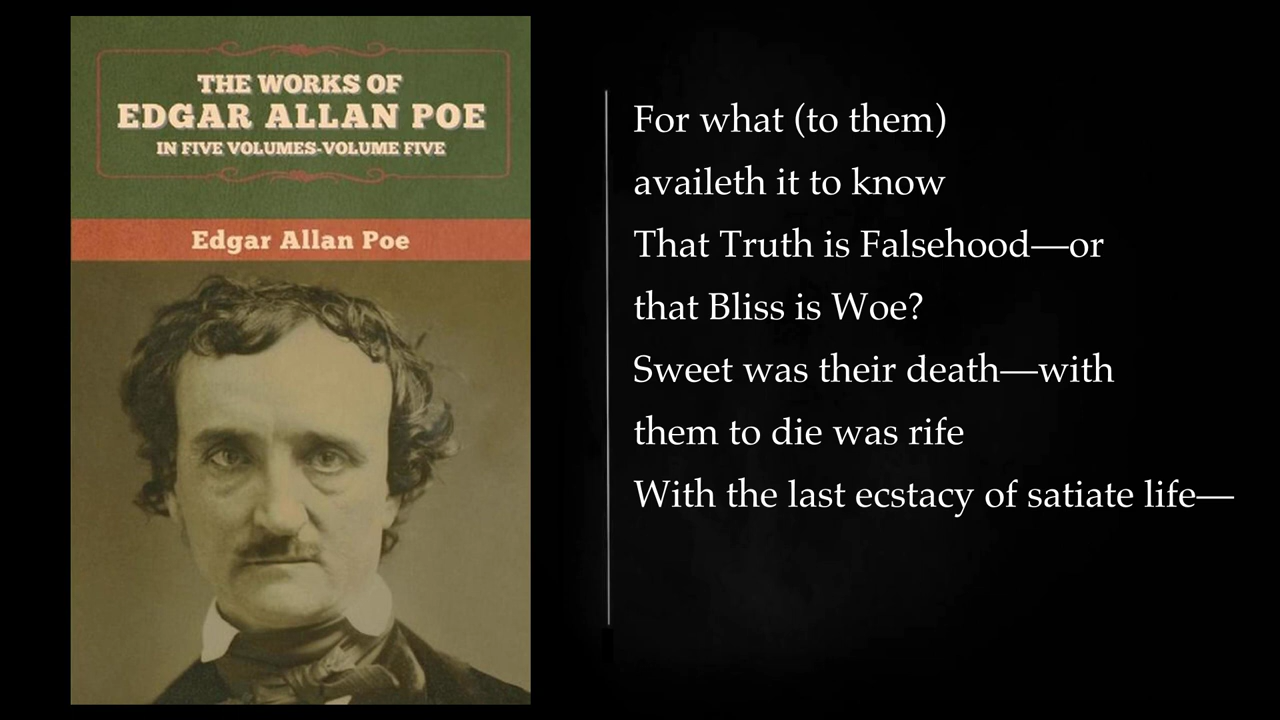 THE WORKS OF
EDGAR ALLAN POE
IN FIVE VOLUMES-VOLUME FIVE
Edgar Allan Poe
For what (to them)
availeth it to know
That Truth is Falsehood—or
that Bliss is Woe?
Sweet was their death—with
them to die was rife
With the last ecstacy of satiate life—